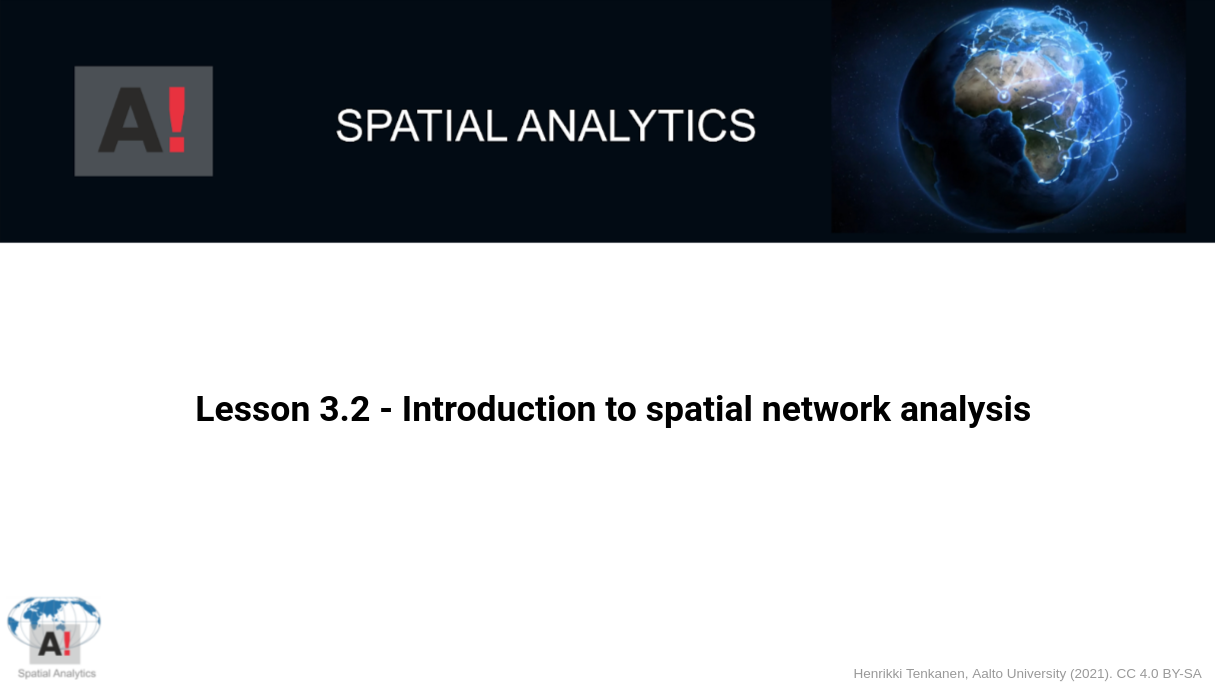 A!
SPATIAL ANALYTICS
Lesson 3.2 - Introduction to spatial network analysis
A!
Spatial Analytics
Henrikki Tenkanen, Aalto University (2021). CC 4.0 BY-SA